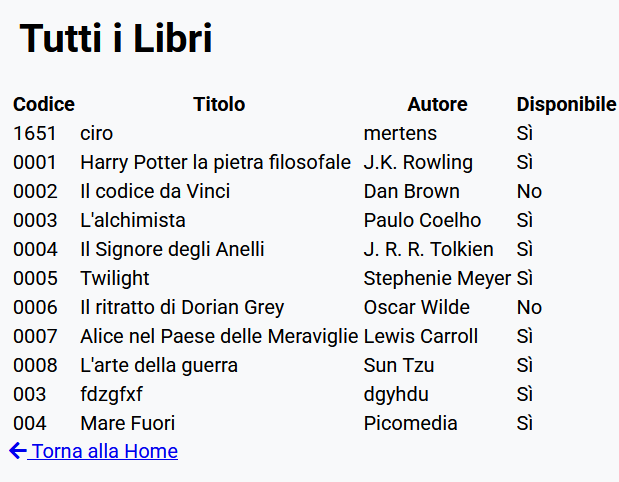 Tutti i Libri
Codice Titolo Autore Disponibile
1651 ciro mertens Sì
0001 Harry Potter la pietra filosofale J.K. Rowling Sì
0002 Il codice da Vinci Dan Brown No
0003 L'alchimista Paulo Coelho Sì
0004 Il Signore degli Anelli J. R. R. Tolkien Sì
0005 Twilight Stephenie Meyer Sì
0006 Il ritratto di Dorian Grey Oscar Wilde No
0007 Alice nel Paese delle Meraviglie Lewis Carroll Sì
0008 L'arte della guerra Sun Tzu Sì
003 fdzgfxf dgyhdu Sì
004 Mare Fuori Picomedia Sì
Torna alla Home